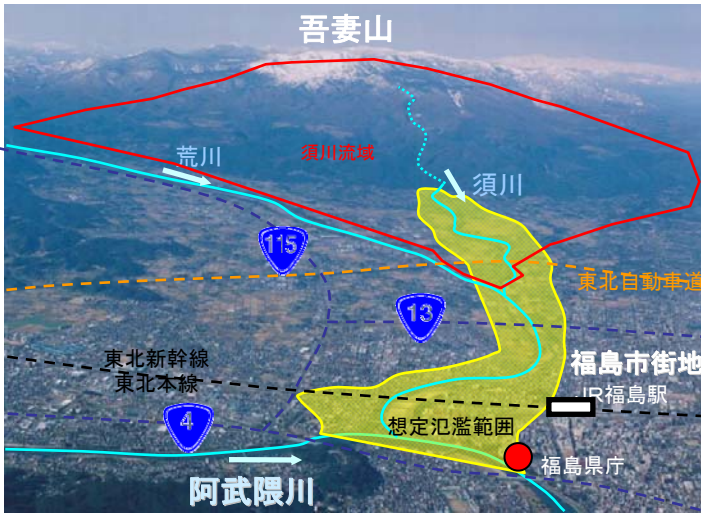 吾妻山
荒川
須川流域
須川
115
東北自動車道
13
東北新幹線
東北本線
福島市街地
JR福島駅
4
想定氾濫範囲
福島県庁
阿武隈川